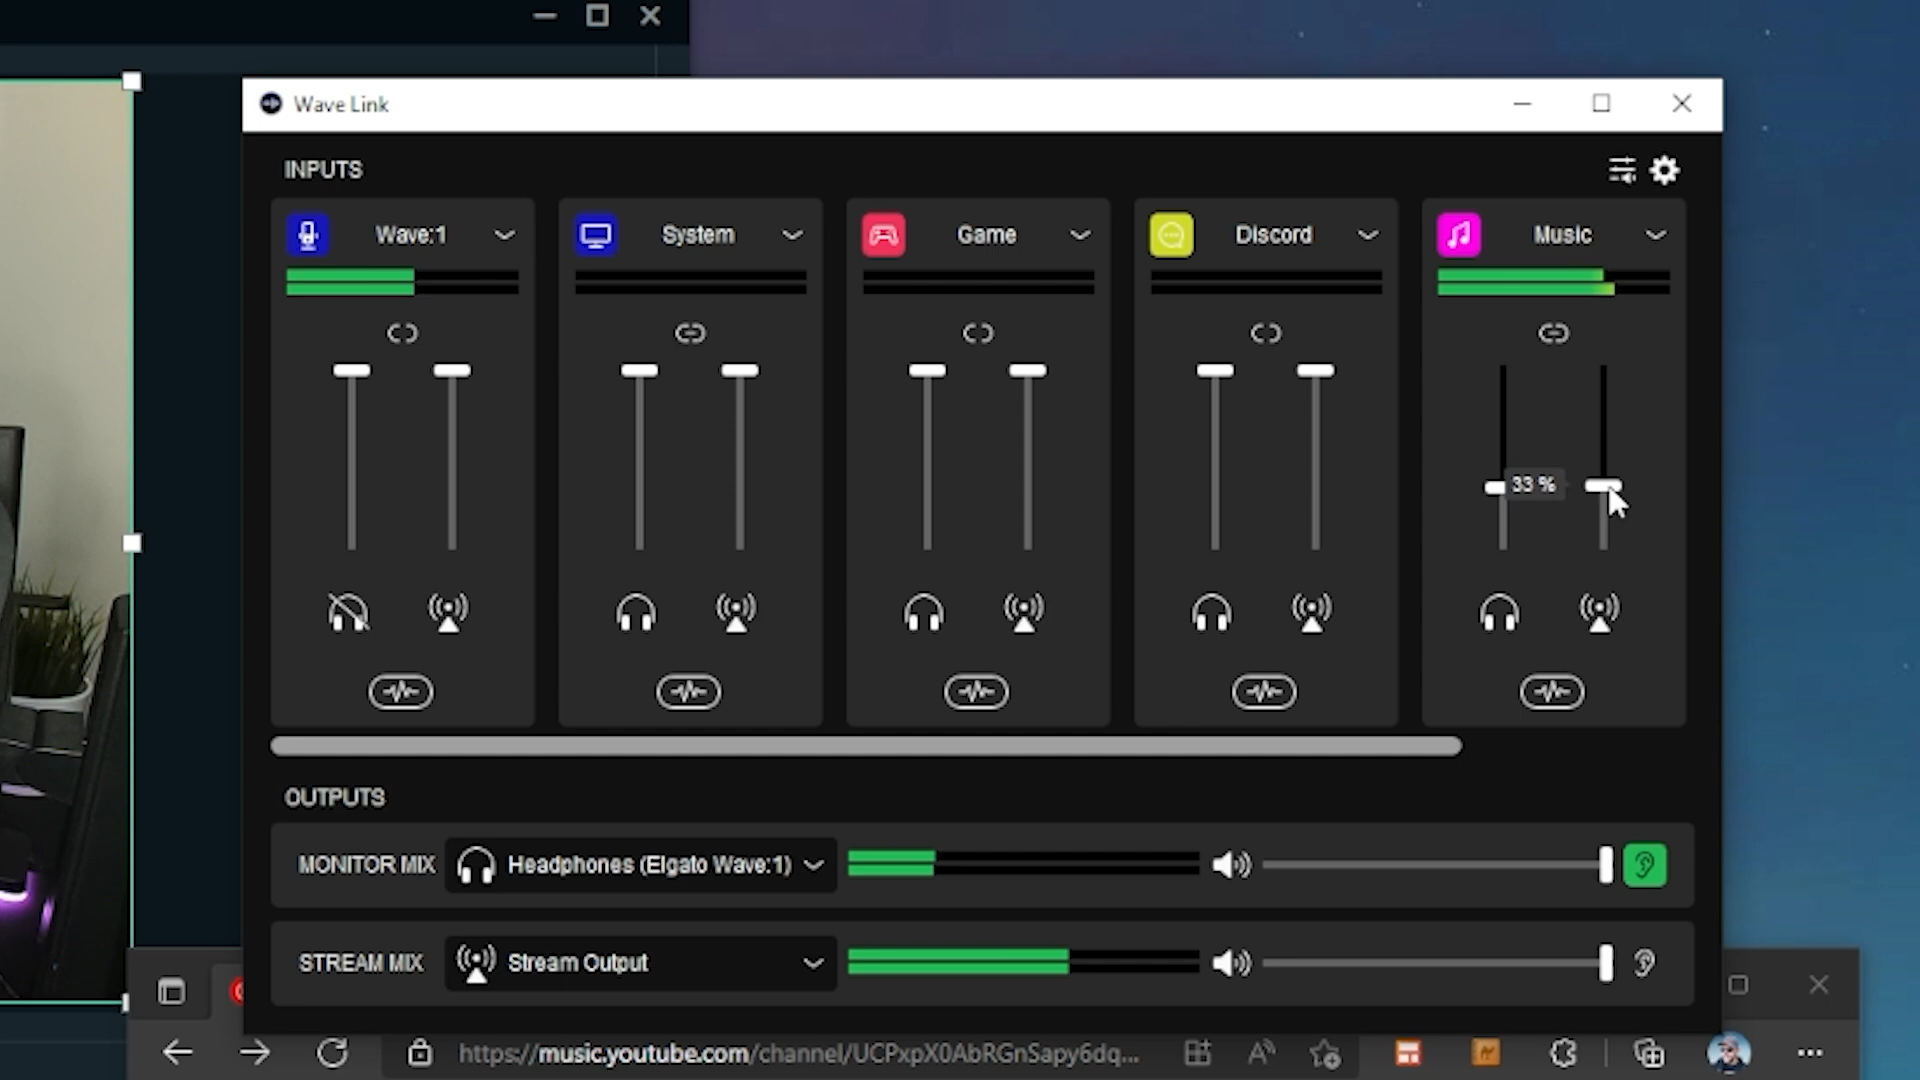 Wave Link
INPUTS
Wave:1
System
Game
Discord
Music
33 %
OUTPUTS
MONITOR MIX
Headphones (Elgato Wave:1)
STREAM MIX
Stream Output
https://music.youtube.com/channel/UCPxpX0AbRGnSapy6dq...